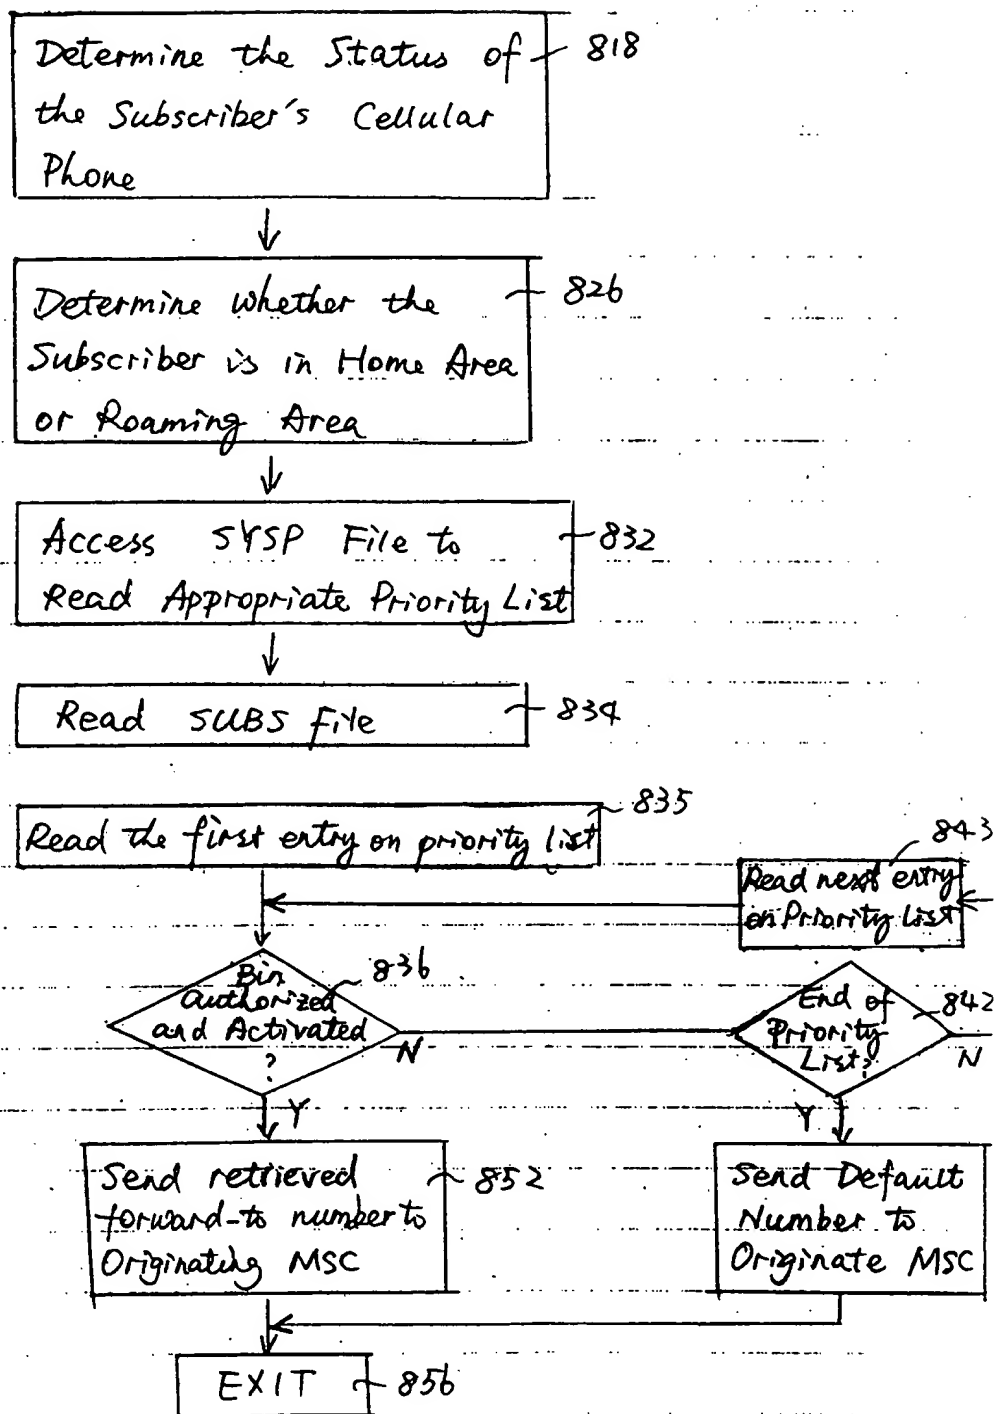 Determine the Status of
the Subscriber's Cellular
Phone
818
Determine whether the
Subscriber is in Home Area
or Roaming Area
826
Access SYSP File to
Read Appropriate Priority List
832
Read SUBS File
834
835
Read the first entry on priority list
843
Read next entry
on Priority List
Bin
authorized
and Activated
?
836
N
Y
End of
Priority
List?
842
N
Y
Send retrieved
forward-to number to
Originating MSC
852
Send Default
Number to
Originate MSC
EXIT
856